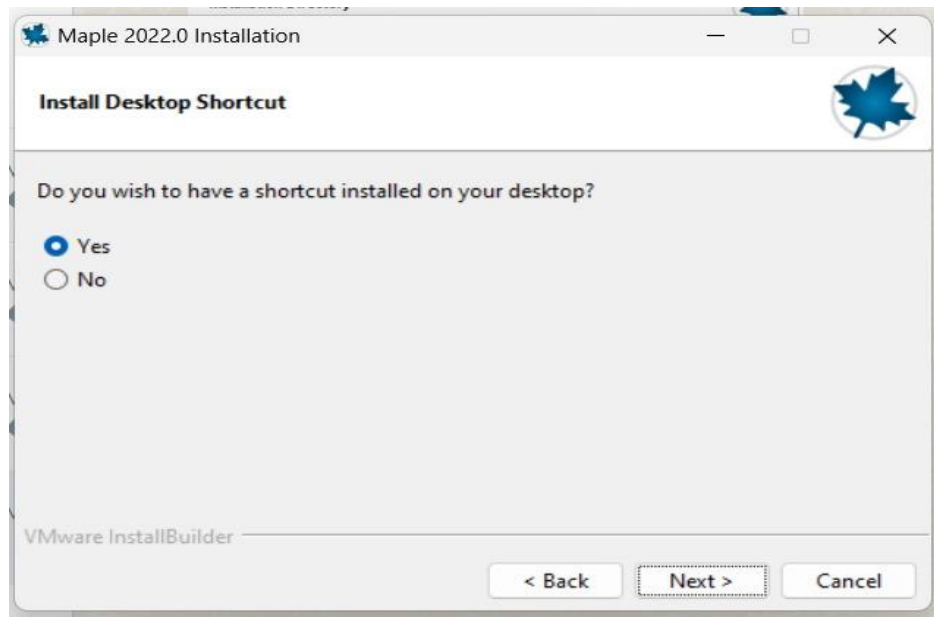 Maple 2022.0 Installation
Install Desktop Shortcut
Do you wish to have a shortcut installed on your desktop?
Yes
No
VMware InstallBuilder
< Back Next > Cancel